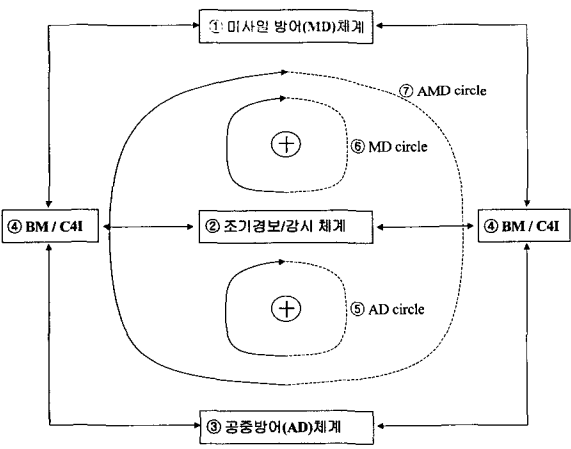 ① 미사일 방어(MD)체계
⑦ AMD circle
⑥ MD circle
④ BM / C4I
② 조기경보/감시 체계
④ BM / C4I
⑤ AD circle
③ 공중방어(AD)체계